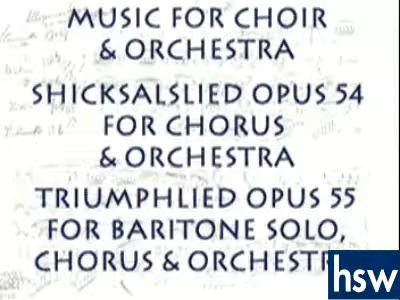 MUSIC FOR CHOIR
& ORCHESTRA
SHICKSALSLIED OPUS 54
FOR CHORUS
& ORCHESTRA
TRIUMPHLIED OPUS 55
FOR BARITONE SOLO,
CHORUS & ORCHESTR
hsw